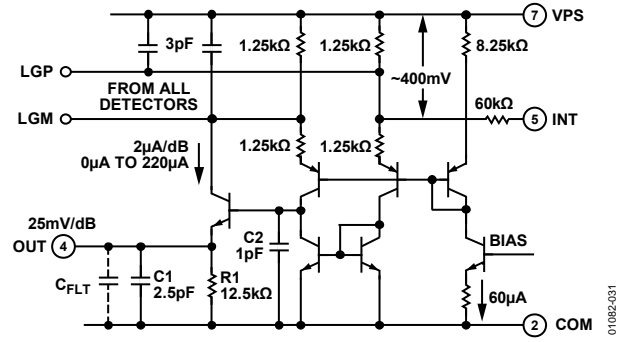 7 VPS
3pF
1.25kΩ
1.25kΩ
8.25kΩ
LGP
~400mV
FROM ALL
DETECTORS
60kΩ
LGM
5 INT
2µA/dB
0µA TO 220µA
1.25kΩ
1.25kΩ
25mV/dB
OUT 4
C2
1pF
BIAS
CFLT
C1
2.5pF
R1
12.5kΩ
60µA
2 COM
01082-031